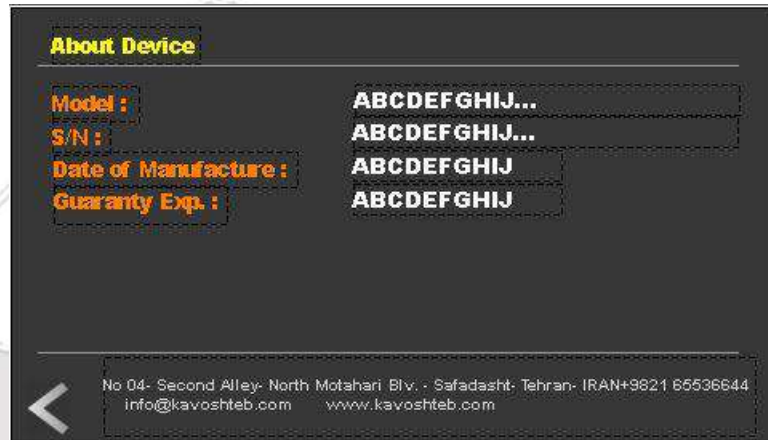 About Device
Model : ABCDEFGHIJ...
S/N : ABCDEFGHIJ...
Date of Manufacture : ABCDEFGHIJ
Guaranty Exp. : ABCDEFGHIJ
No 04- Second Alley- North Motahari Blv. - Safadasht- Tehran- IRAN+9821 65536644
info@kavoshteb.com www.kavoshteb.com